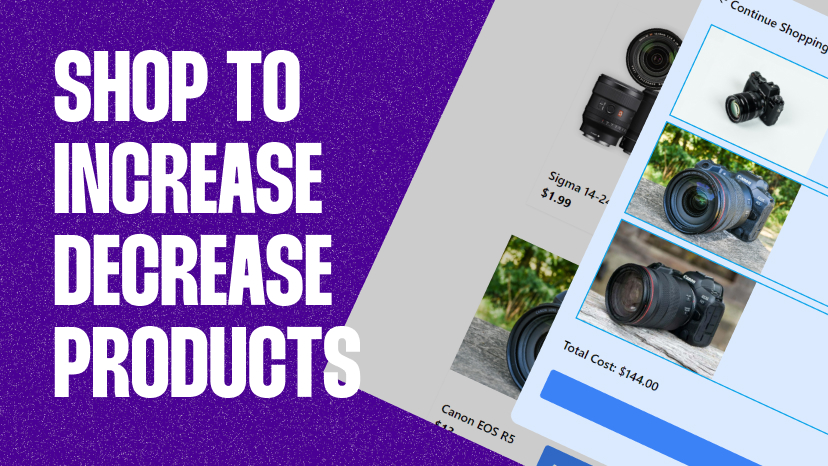 SHOP TO
INCREASE
DECREASE
PRODUCTS
Continue Shopping
Sigma 14-24
$1.99
Total Cost: $144.00
Canon EOS R5